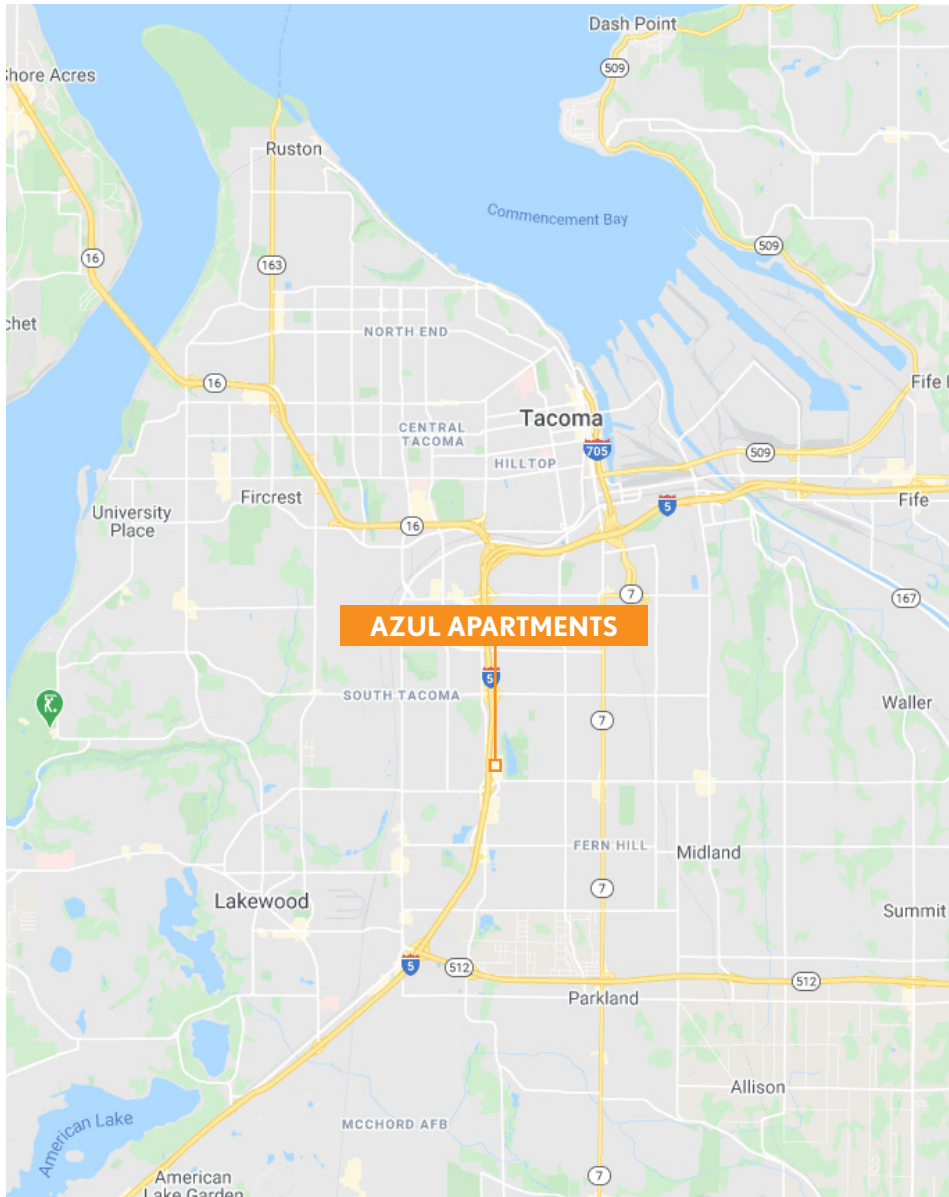 Dash Point
509
Shore Acres
Ruston
Commencement Bay
509
16
163
chet
NORTH END
16
Fife
Tacoma
CENTRAL
TACOMA
705
HILLTOP
509
Fircrest
5
Fife
University
Place
16
7
167
AZUL APARTMENTS
5
SOUTH TACOMA
Waller
7
FERN HILL
Midland
7
Lakewood
Summit
5
512
512
Parkland
Allison
American Lake
MCCHORD AFB
7
American
Lake Garden